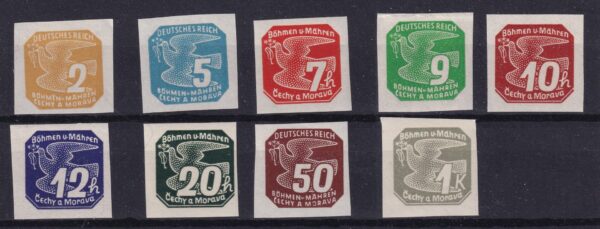 DEUTSCHES REICH
2
BÖHMEN-MÄHREN
ČECHY A MORAVA
DEUTSCHES REICH
5
BÖHMEN-MÄHREN
ČECHY A MORAVA
Böhmen u-Mähren
7h
Čechy a Morava
DEUTSCHES REICH
9
BÖHMEN-MÄHREN
ČECHY A MORAVA
Böhmen u-Mähren
10h
Čechy a Morava
Böhmen u-Mähren
12h
Čechy a Morava
Böhmen u-Mähren
20h
Čechy a Morava
DEUTSCHES REICH
50
BÖHMEN-MÄHREN
ČECHY A MORAVA
Böhmen u-Mähren
1K
Čechy a Morava